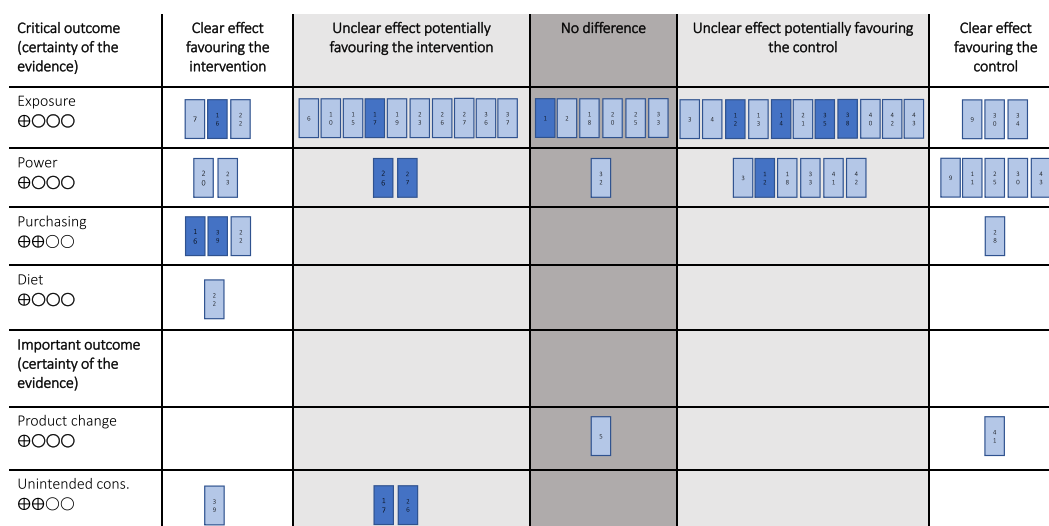 Critical outcome
(certainty of the
evidence)
Clear effect
favouring the
intervention
Unclear effect potentially
favouring the intervention
No difference
Unclear effect potentially favouring
the control
Clear effect
favouring the
control
Exposure
⊕○○○
7 16 22
6 10 15 17 19 23 26 27 36 37
1 2 18 20 25 33
3 4 12 13 14 21 35 38 40 42 43
9 30 34
Power
⊕○○○
20 23
26 27
32
3 12 18 33 41 42
9 11 25 30 43
Purchasing
⊕⊕○○
16 39 22
28
Diet
⊕○○○
22
Important outcome
(certainty of the
evidence)
Product change
⊕○○○
5
41
Unintended cons.
⊕⊕○○
39
17 26